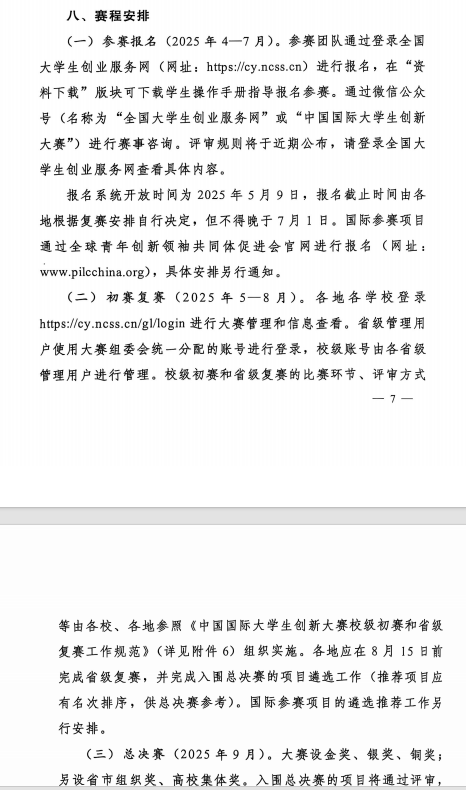 八、赛程安排
（一）参赛报名（2025 年 4—7 月）。参赛团队通过登录全国
大学生创业服务网（网址：https://cy.ncss.cn）进行报名，在“资
料下载”版块可下载学生操作手册指导报名参赛。通过微信公众
号（名称为“全国大学生创业服务网”或“中国国际大学生创新
大赛”）进行赛事咨询。评审规则将于近期公布，请登录全国大
学生创业服务网查看具体内容。
报名系统开放时间为 2025 年 5 月 9 日，报名截止时间由各
地根据复赛安排自行决定，但不得晚于 7 月 1 日。国际参赛项目
通过全球青年创新领袖共同体促进会官网进行报名（网址：
www.pilcchina.org），具体安排另行通知。
（二）初赛复赛（2025 年 5—8 月）。各地各学校登录
https://cy.ncss.cn/gl/login 进行大赛管理和信息查看。省级管理用
户使用大赛组委会统一分配的账号进行登录，校级账号由各省级
管理用户进行管理。校级初赛和省级复赛的比赛环节、评审方式
— 7 —
等由各校、各地参照《中国国际大学生创新大赛校级初赛和省级
复赛工作规范》（详见附件 6）组织实施。各地应在 8 月 15 日前
完成省级复赛，并完成入围总决赛的项目遴选工作（推荐项目应
有名次排序，供总决赛参考）。国际参赛项目的遴选推荐工作另
行安排。
（三）总决赛（2025 年 9 月）。大赛设金奖、银奖、铜奖；
另设省市组织奖、高校集体奖。入围总决赛的项目将通过评审，